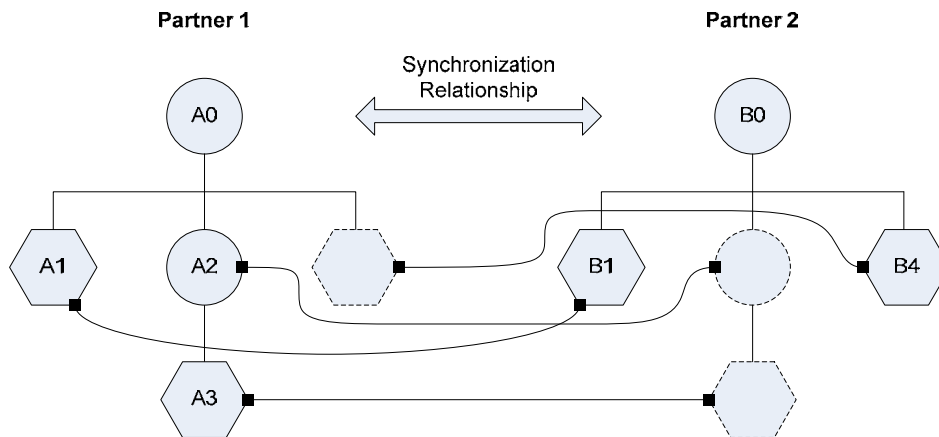 Partner 1
Partner 2
Synchronization
Relationship
A0
B0
A1
A2
B1
B4
A3